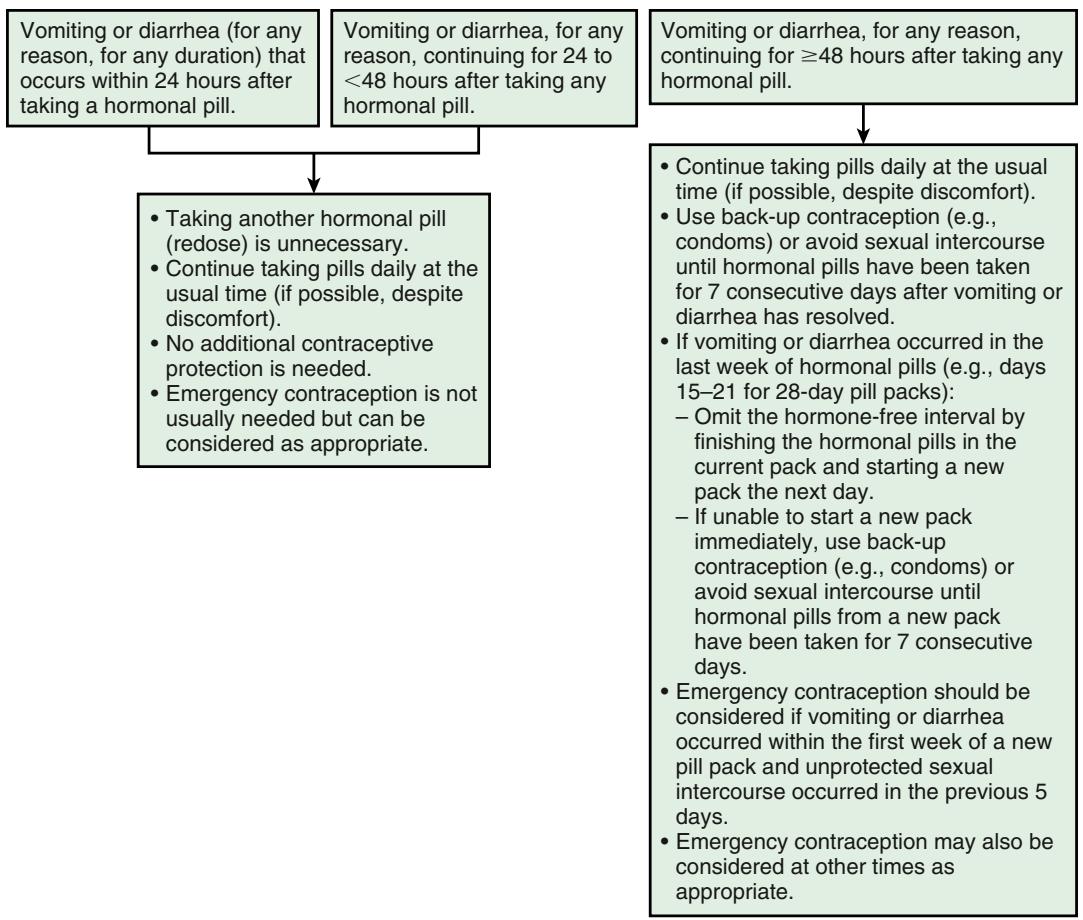 Vomiting or diarrhea (for any
reason, for any duration) that
occurs within 24 hours after
taking a hormonal pill.
Vomiting or diarrhea, for any
reason, continuing for 24 to
<48 hours after taking any
hormonal pill.
Vomiting or diarrhea, for any reason,
continuing for ≥48 hours after taking any
hormonal pill.
• Taking another hormonal pill
(redose) is unnecessary.
• Continue taking pills daily at the
usual time (if possible, despite
discomfort).
• No additional contraceptive
protection is needed.
• Emergency contraception is not
usually needed but can be
considered as appropriate.
• Continue taking pills daily at the usual
time (if possible, despite discomfort).
• Use back-up contraception (e.g.,
condoms) or avoid sexual intercourse
until hormonal pills have been taken
for 7 consecutive days after vomiting or
diarrhea has resolved.
• If vomiting or diarrhea occurred in the
last week of hormonal pills (e.g., days
15–21 for 28-day pill packs):
– Omit the hormone-free interval by
finishing the hormonal pills in the
current pack and starting a new
pack the next day.
– If unable to start a new pack
immediately, use back-up
contraception (e.g., condoms) or
avoid sexual intercourse until
hormonal pills from a new pack
have been taken for 7 consecutive
days.
• Emergency contraception should be
considered if vomiting or diarrhea
occurred within the first week of a new
pill pack and unprotected sexual
intercourse occurred in the previous 5
days.
• Emergency contraception may also be
considered at other times as
appropriate.